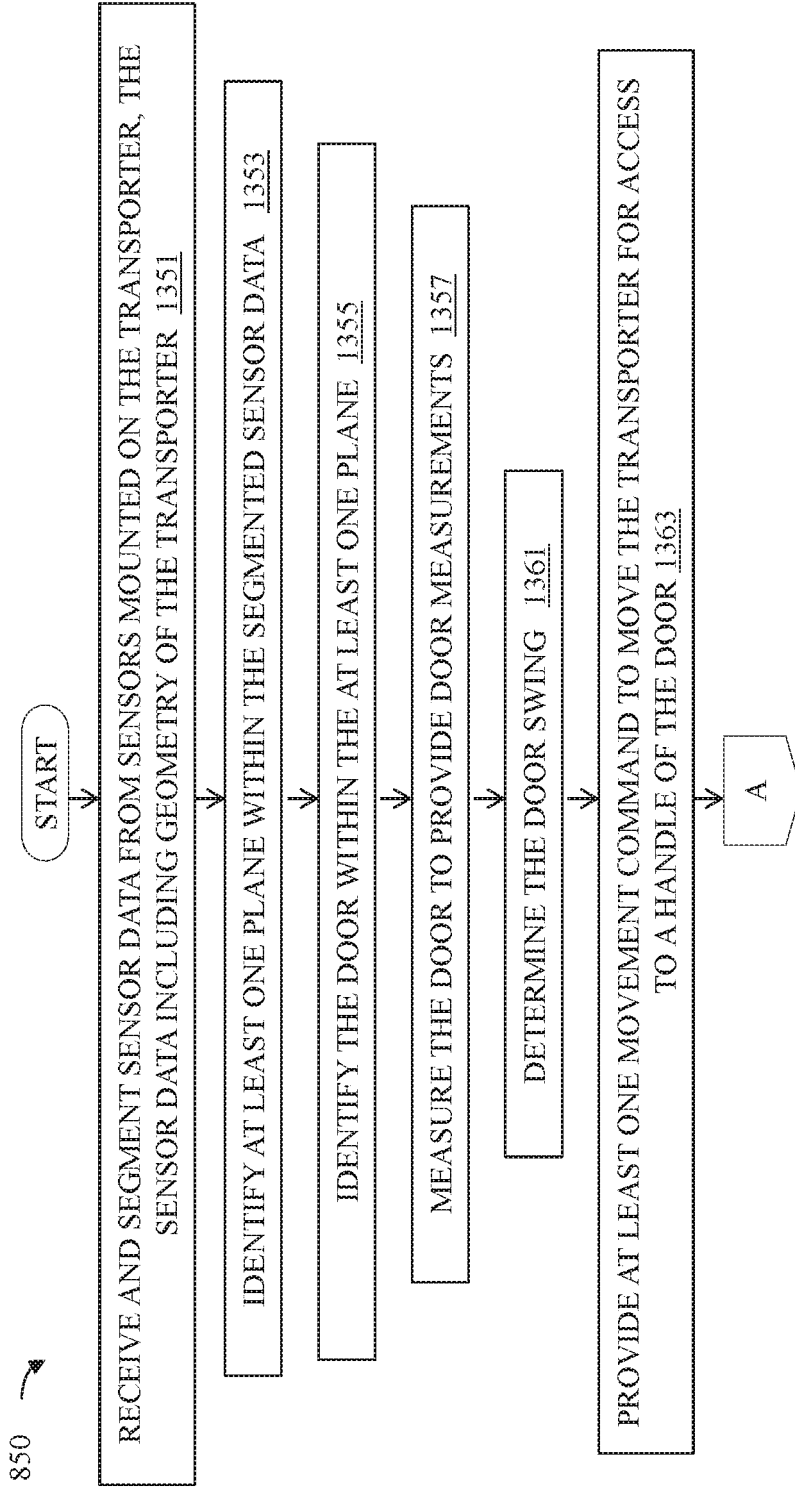 850
START
RECEIVE AND SEGMENT SENSOR DATA FROM SENSORS MOUNTED ON THE TRANSPORTER, THE
SENSOR DATA INCLUDING GEOMETRY OF THE TRANSPORTER 1351
IDENTIFY AT LEAST ONE PLANE WITHIN THE SEGMENTED SENSOR DATA 1353
IDENTIFY THE DOOR WITHIN THE AT LEAST ONE PLANE 1355
MEASURE THE DOOR TO PROVIDE DOOR MEASUREMENTS 1357
DETERMINE THE DOOR SWING 1361
PROVIDE AT LEAST ONE MOVEMENT COMMAND TO MOVE THE TRANSPORTER FOR ACCESS
TO A HANDLE OF THE DOOR 1363
A